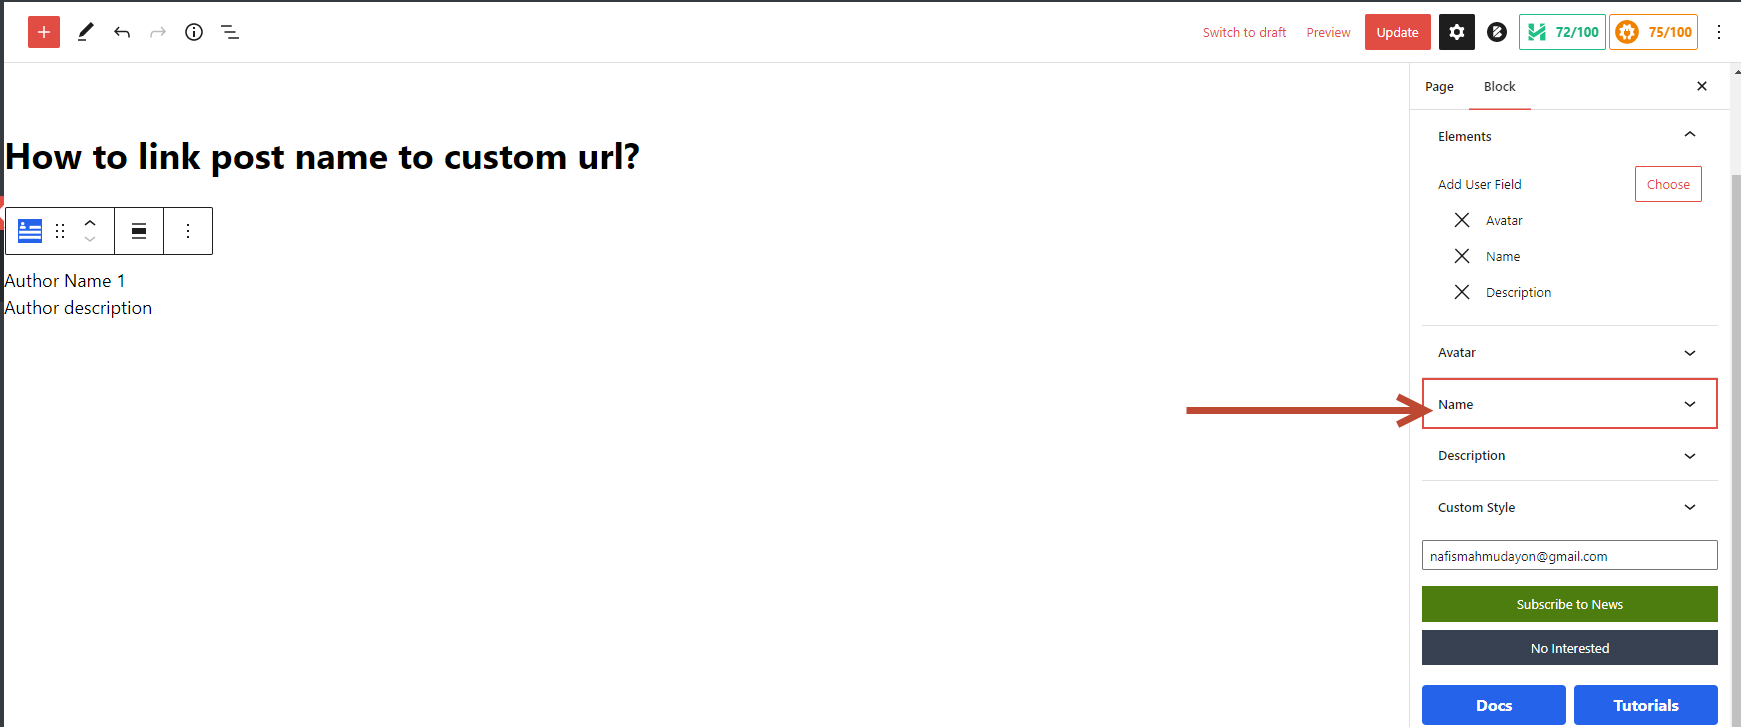 Switch to draft Preview Update 72/100 75/100
Page Block
Elements
How to link post name to custom url?
Add User Field Choose
Avatar
Name
Description
Author Name 1
Author description
Avatar
Name
Description
Custom Style
nafismahmudayon@gmail.com
Subscribe to News
No Interested
Docs Tutorials